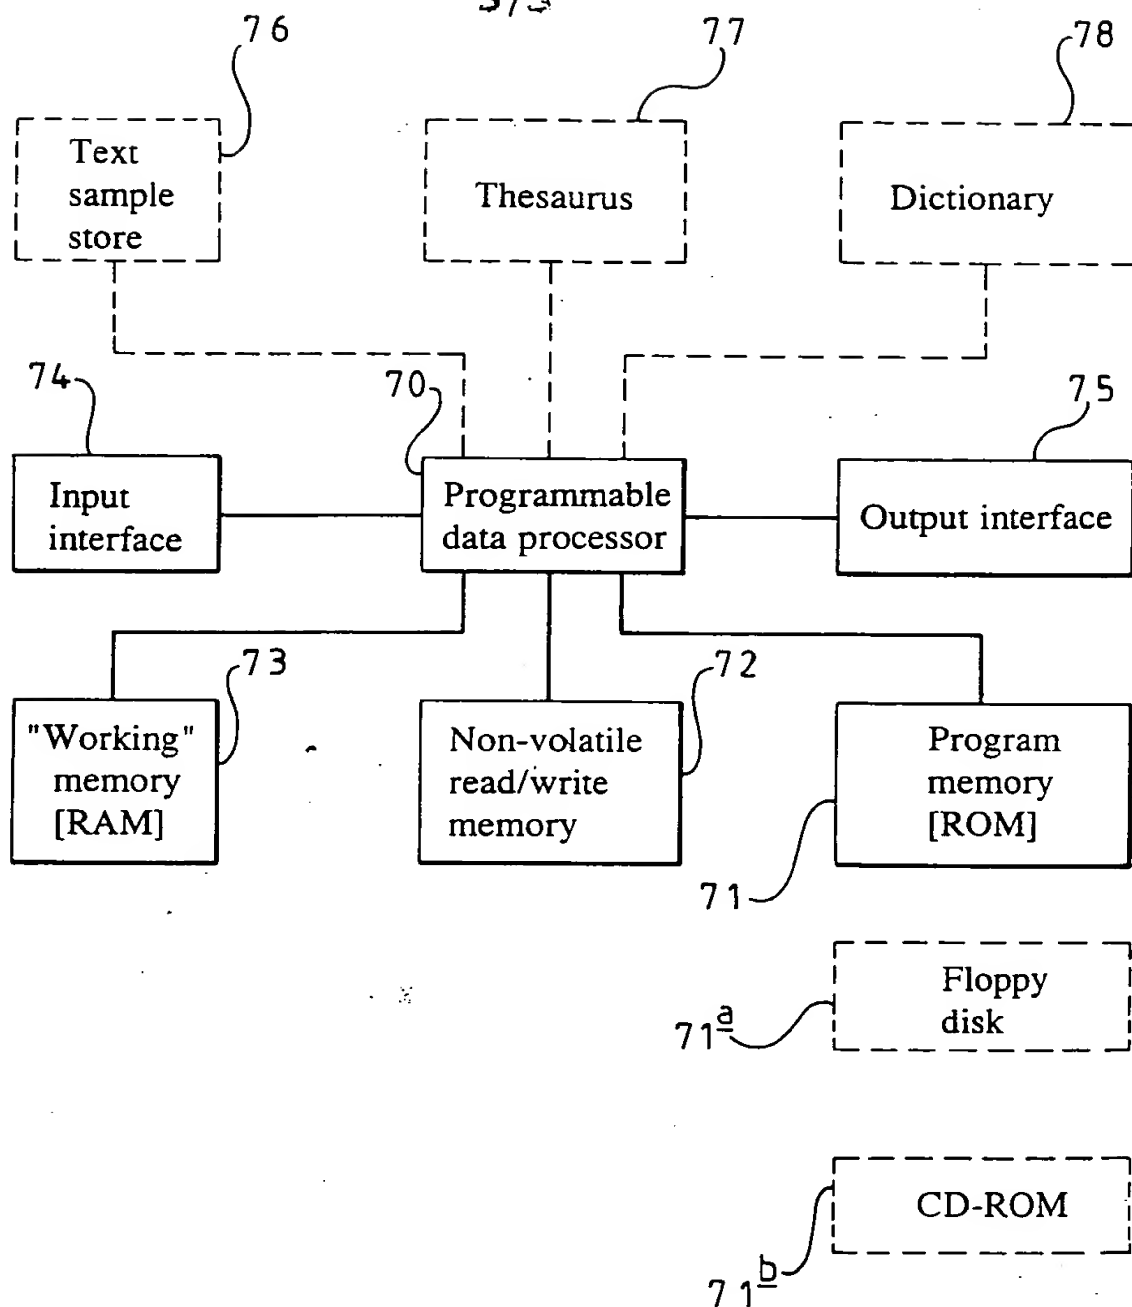 76
77
78
Text
sample
store
Thesaurus
Dictionary
74
70
75
Input
interface
Programmable
data processor
Output interface
73
72
"Working"
memory
[RAM]
Non-volatile
read/write
memory
Program
memory
[ROM]
71
Floppy
disk
71a
CD-ROM
71b